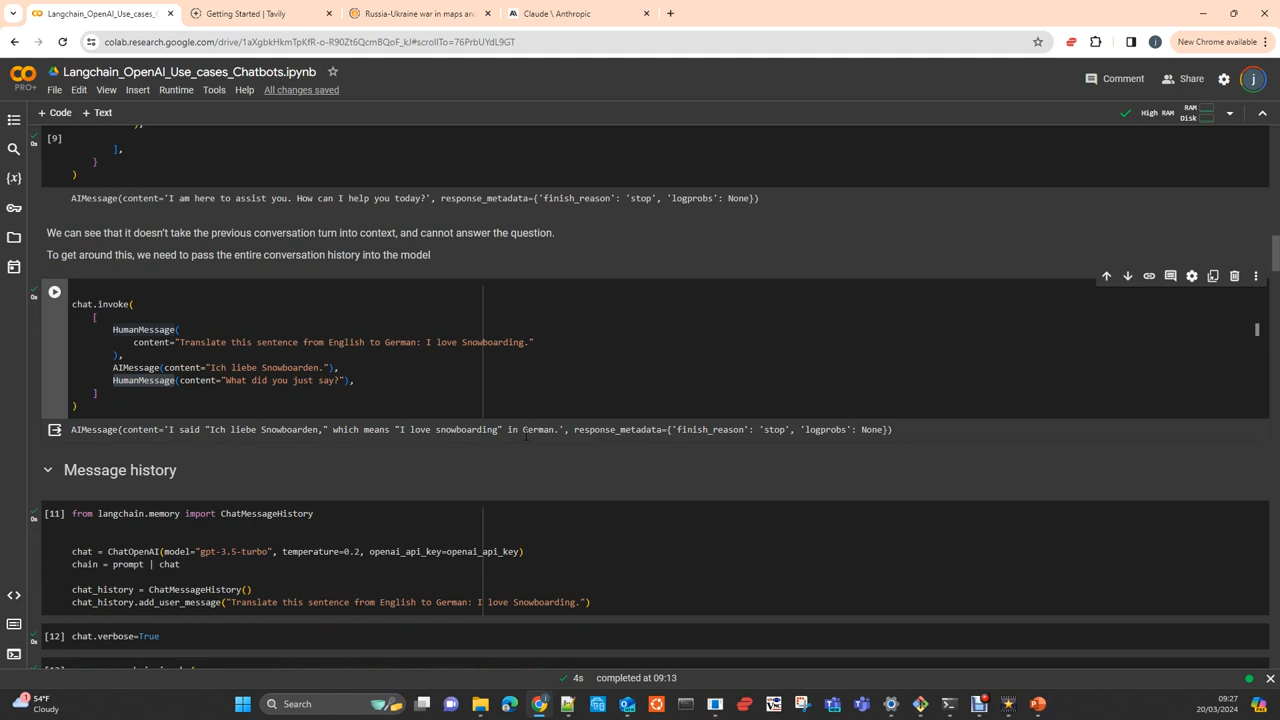 Langchain_OpenAI_Use_cases_C
Getting Started | Tavily
Russia-Ukraine war in maps an
Claude \ Anthropic
colab.research.google.com/drive/1aXgbkHkmTpKfR-o-R90Zt6QcmBQoF_kJ#scrollTo=76PrbUYdL9GT
New Chrome available
PRO+
Langchain_OpenAI_Use_cases_Chatbots.ipynb
Comment
Share
j
File Edit View Insert Runtime Tools Help All changes saved
+ Code + Text
High RAM
RAM
Disk
),
[9]
0s
],
}
)
AIMessage(content='I am here to assist you. How can I help you today?', response_metadata={'finish_reason': 'stop', 'logprobs': None})
We can see that it doesn't take the previous conversation turn into context, and cannot answer the question.
To get around this, we need to pass the entire conversation history into the model
0s
chat.invoke(
[
HumanMessage(
content="Translate this sentence from English to German: I love Snowboarding."
),
AIMessage(content="Ich liebe Snowboarden."),
HumanMessage(content="What did you just say?"),
]
)
AIMessage(content='I said "Ich liebe Snowboarden," which means "I love snowboarding" in German.', response_metadata={'finish_reason': 'stop', 'logprobs': None})
Message history
[11] from langchain.memory import ChatMessageHistory
0s
chat = ChatOpenAI(model="gpt-3.5-turbo", temperature=0.2, openai_api_key=openai_api_key)
chain = prompt | chat
chat_history = ChatMessageHistory()
chat_history.add_user_message("Translate this sentence from English to German: I love Snowboarding.")
[12] chat.verbose=True
0s
4s completed at 09:13
54°F
Cloudy
Search
09:27
20/03/2024